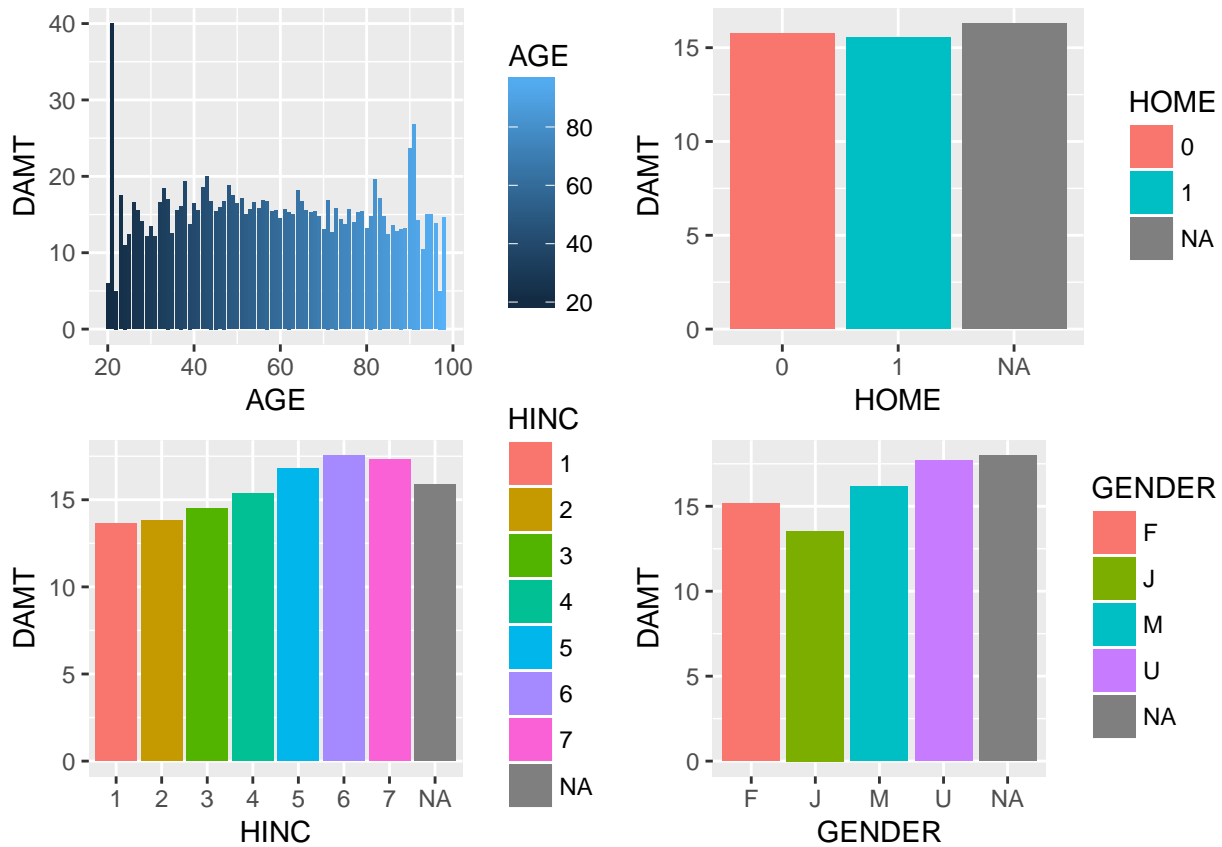 DAMT
40
30
20
10
0
20 40 60 80 100
AGE
AGE
80
60
40
20
DAMT
15
10
5
0
0 1 NA
HOME
HOME
0
1
NA
DAMT
15
10
5
0
1 2 3 4 5 6 7 NA
HINC
HINC
1
2
3
4
5
6
7
NA
DAMT
15
10
5
0
F J M U NA
GENDER
GENDER
F
J
M
U
NA